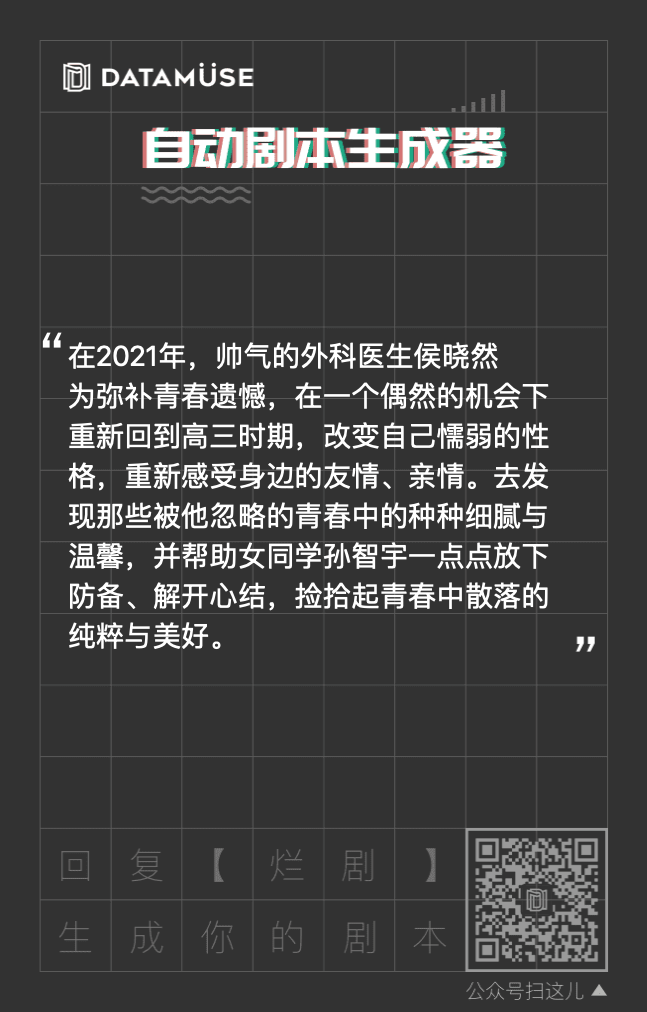 DATAMÜSE
自动剧本生成器
“在2021年，帅气的外科医生侯晓然
为弥补青春遗憾，在一个偶然的机会下
重新回到高三时期，改变自己懦弱的性
格，重新感受身边的友情、亲情。去发
现那些被他忽略的青春中的种种细腻与
温馨，并帮助女同学孙智宇一点点放下
防备、解开心结，捡拾起青春中散落的
纯粹与美好。”
回复【烂剧】
生成你的剧本
公众号扫这儿▲